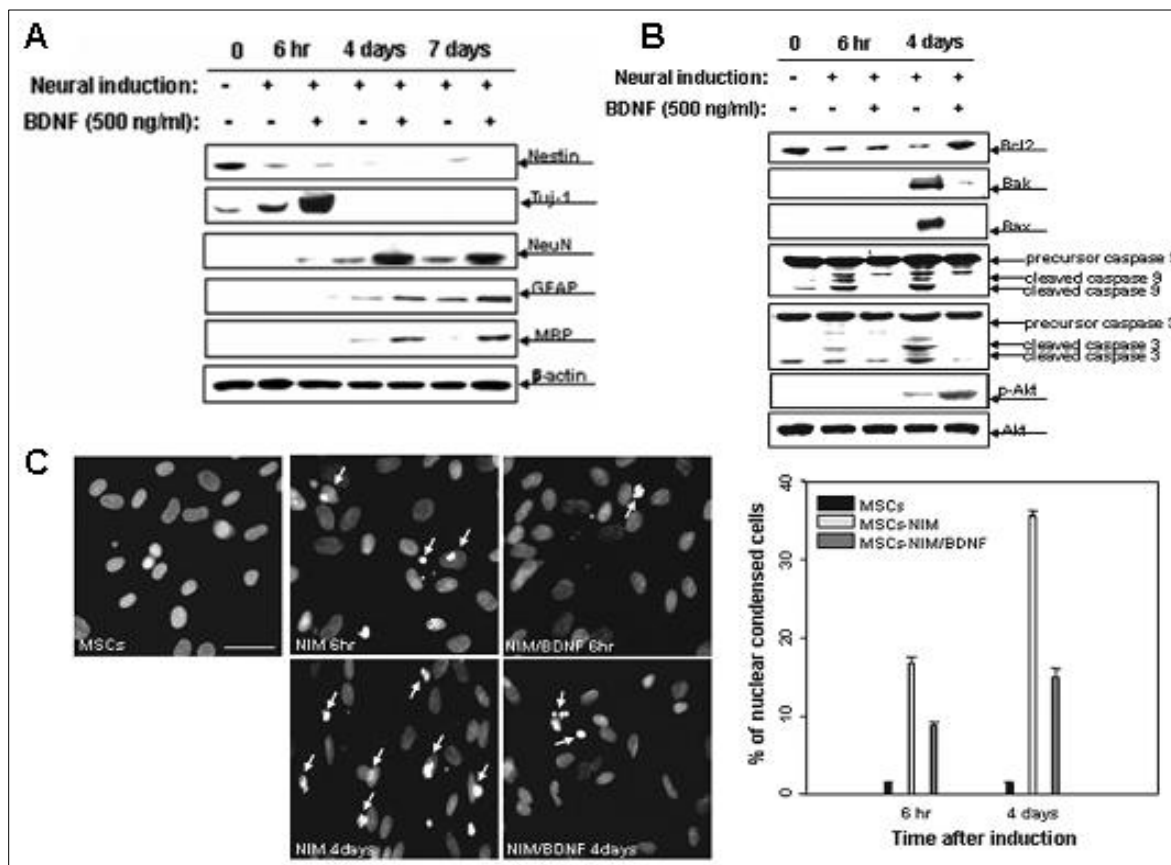 A
0 6 hr 4 days 7 days
Neural induction: - + + + + + +
BDNF (500 ng/ml): - - + - + - +
Nestin
Tuj-1
NeuN
GFAP
MBP
β-actin
B
0 6 hr 4 days
Neural induction: - + + + +
BDNF (500 ng/ml): - - + - +
Bcl2
Bak
Bax
precursor caspase 9
cleaved caspase 9
cleaved caspase 9
precursor caspase 3
cleaved caspase 3
cleaved caspase 3
p-Akt
Akt
C
MSCs
NIM 6hr
NIM/BDNF 6hr
NIM 4days
NIM/BDNF 4days
% of nuclear condensed cells
40
30
20
10
0
MSCs
MSCs-NIM
MSCs-NIM/BDNF
6 hr 4 days
Time after induction